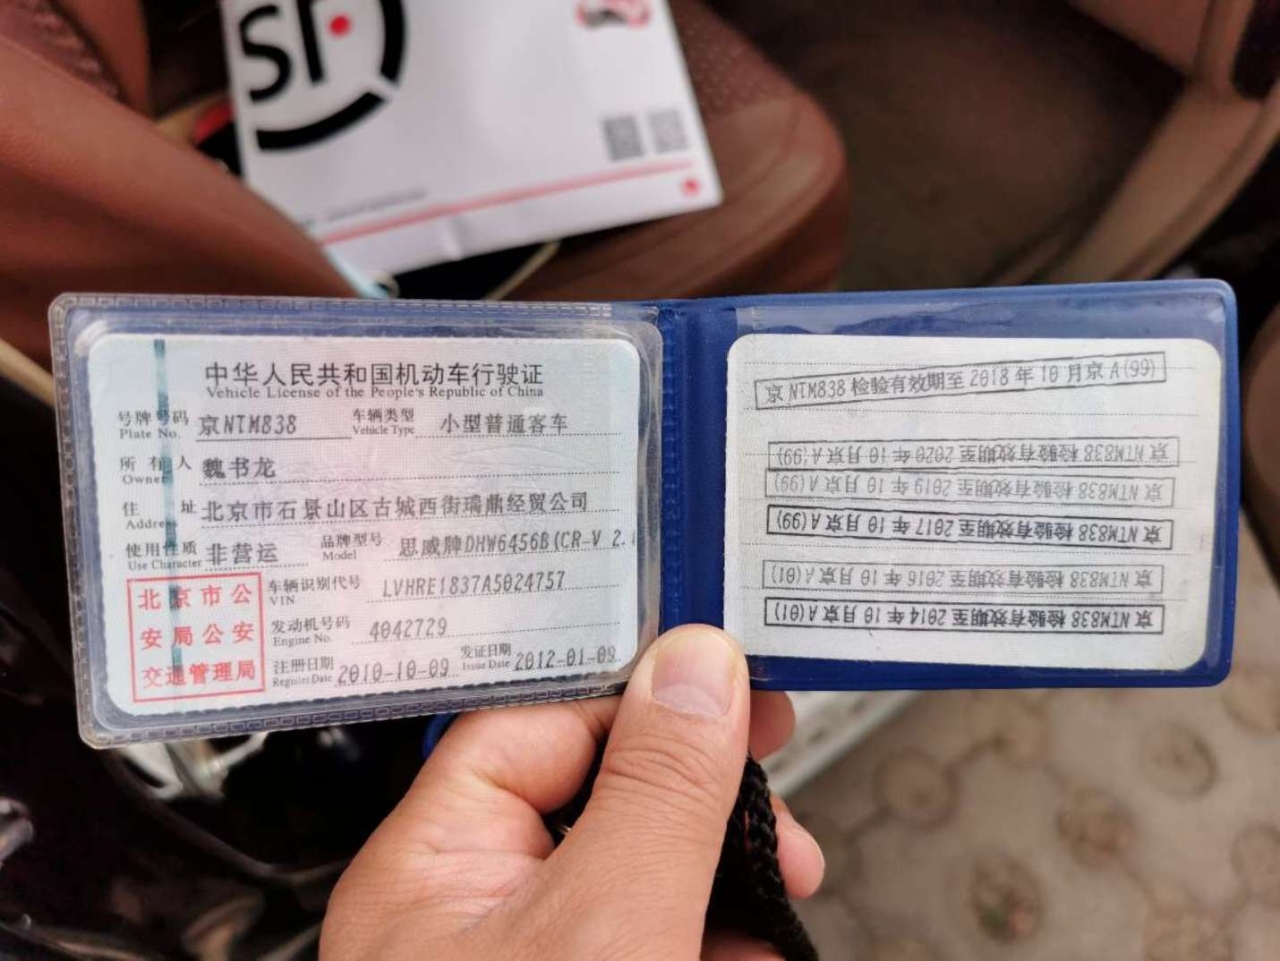 SF
中华人民共和国机动车行驶证
Vehicle License of the People's Republic of China
号牌号码 京NTM838 车辆类型 小型普通客车
Plate No. Vehicle Type
所有人 魏书龙
Owner
住址 北京市石景山区古城西街瑞鼎经贸公司
Address
使用性质 非营运 品牌型号 思威牌DHW6456B(CR-V 2.
Use Character Model
北京市公
安局公安
交通管理局
车辆识别代号 LVHRE1837A5024757
VIN
发动机号码 4042729
Engine No.
注册日期 2010-10-09 发证日期 2012-01-09
Register Date Issue Date
京NTM838 检验有效期至 2018 年 10 月京 A(99)
京NTM838 检验有效期至 2020 年 10 月京 A(99)
京NTM838 检验有效期至 2019 年 10 月京 A(99)
京NTM838 检验有效期至 2017 年 10 月京 A(99)
京NTM838 检验有效期至 2016 年 10 月京 A(01)
京NTM838 检验有效期至 2014 年 10 月京 A(01)